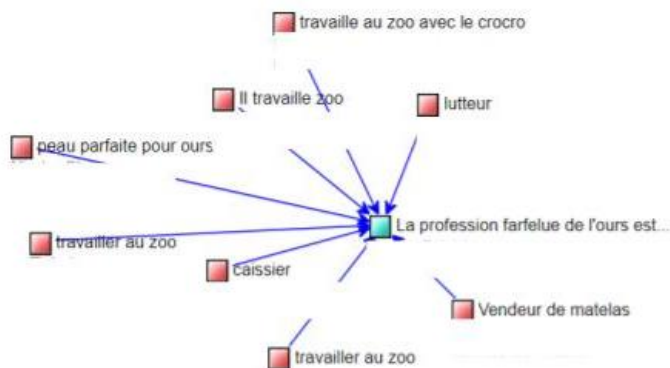 travaille au zoo avec le crocro
Il travaille zoo
lutteur
peau parfaite pour ours
La profession farfelue de l'ours est...
travailler au zoo
caissier
Vendeur de matelas
travailler au zoo